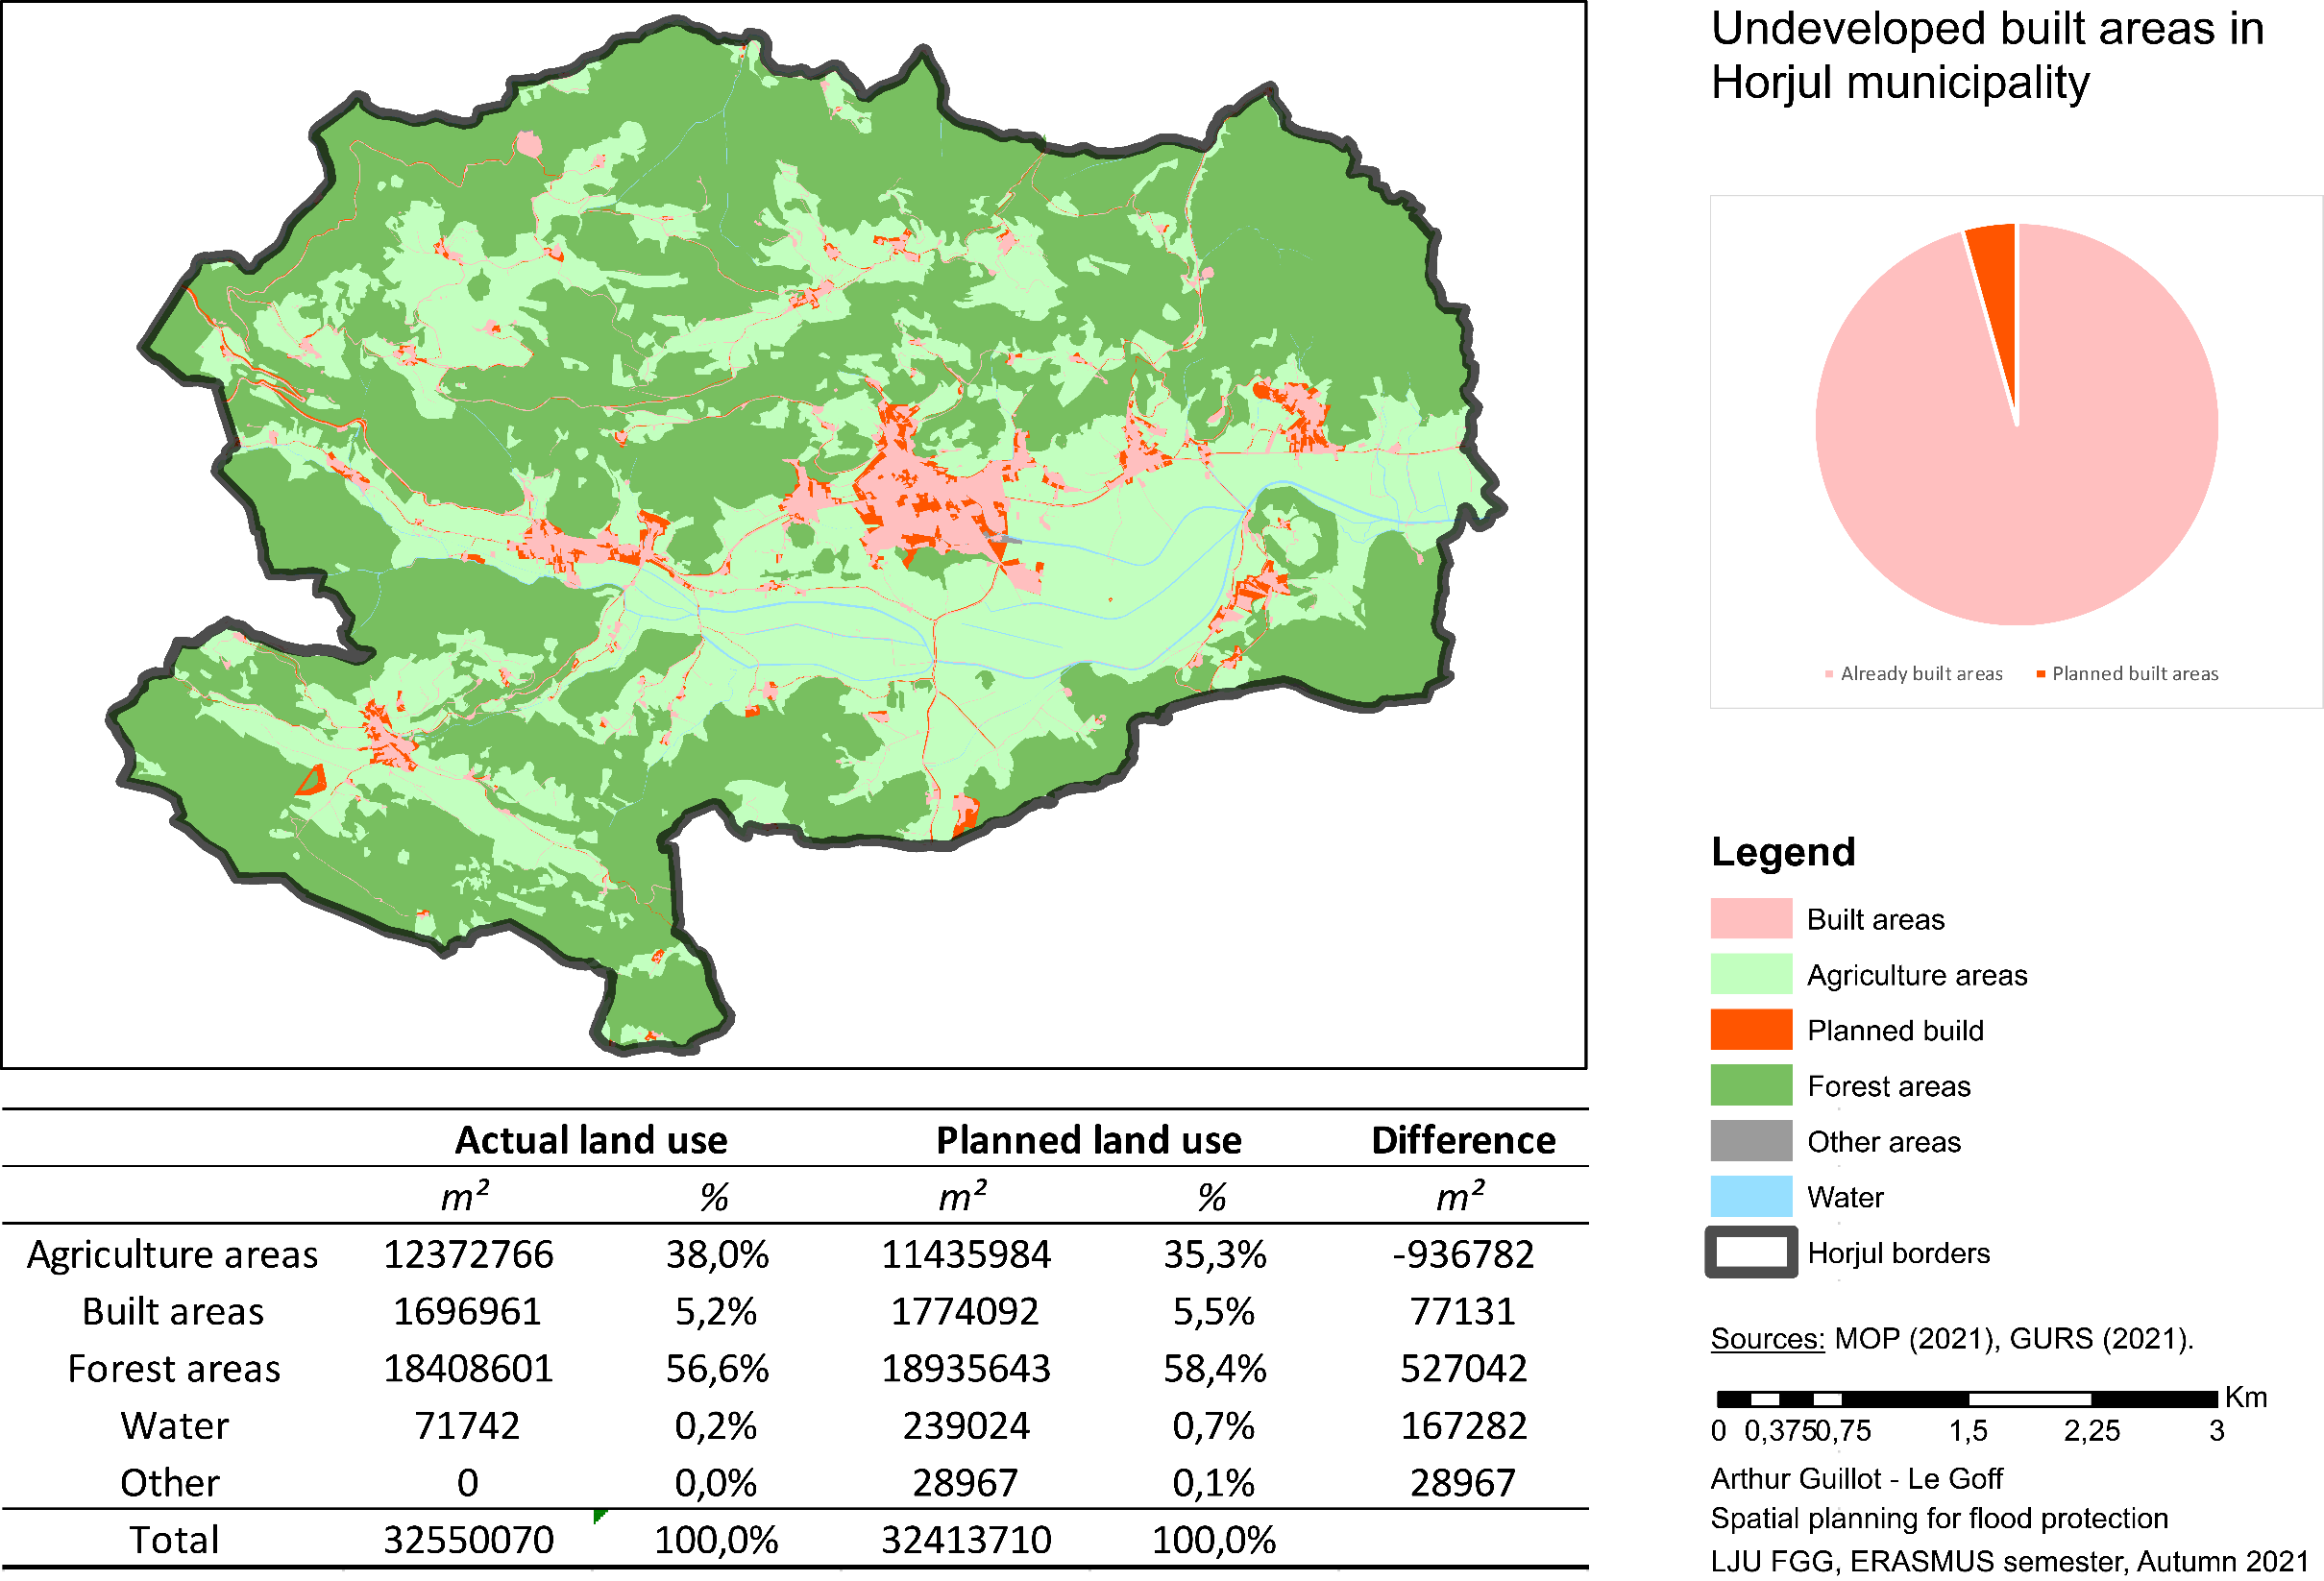 Undeveloped built areas in
Horjul municipality
Already built areas Planned built areas
Legend
Built areas
Agriculture areas
Planned build
Forest areas
Other areas
Water
Horjul borders
Sources: MOP (2021), GURS (2021).
Km
0 0,375 0,75 1,5 2,25 3
Arthur Guillot - Le Goff
Spatial planning for flood protection
LJU FGG, ERASMUS semester, Autumn 2021
Actual land use Planned land use Difference
m² % m² % m²
Agriculture areas 12372766 38,0% 11435984 35,3% -936782
Built areas 1696961 5,2% 1774092 5,5% 77131
Forest areas 18408601 56,6% 18935643 58,4% 527042
Water 71742 0,2% 239024 0,7% 167282
Other 0 0,0% 28967 0,1% 28967
Total 32550070 100,0% 32413710 100,0%